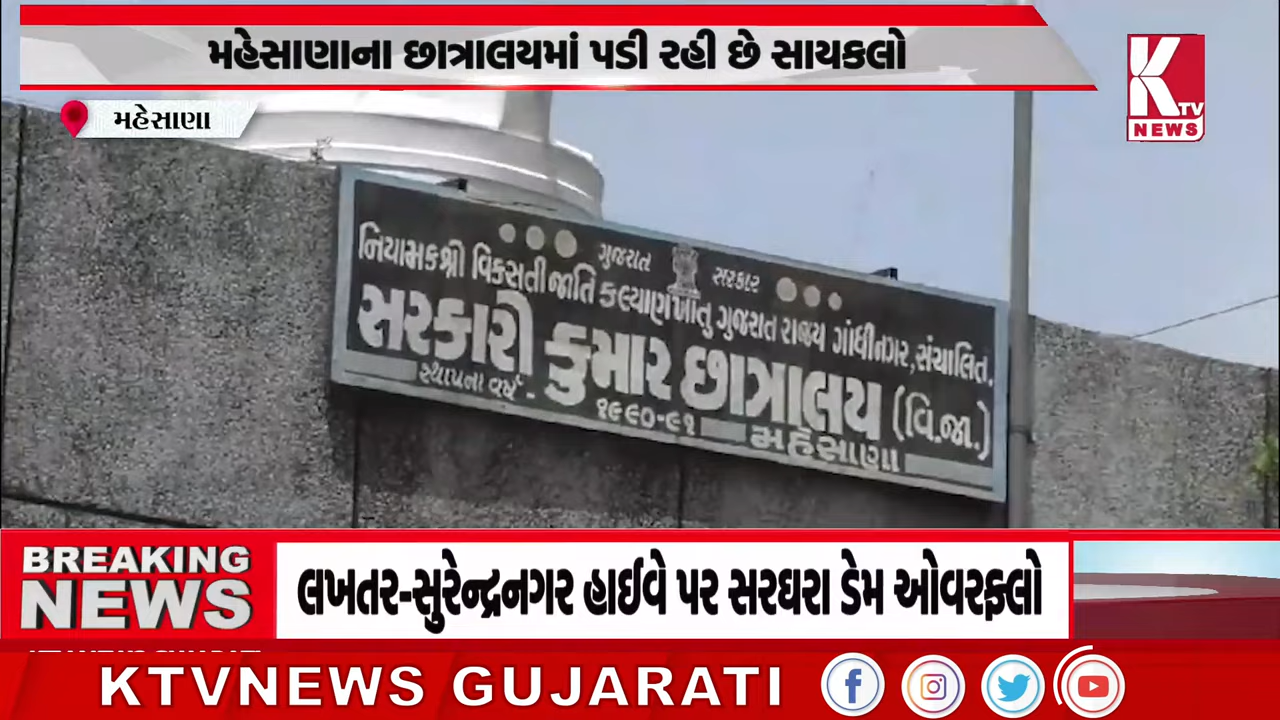 મહેસાણાના છાત્રાલયમાં પડી રહી છે સાયકલો
K TV NEWS
મહેસાણા
ગુજરાત સરકાર
નિયામકશ્રી વિકસતી જાતિ કલ્યાણ ખાતુ ગુજરાત રાજ્ય ગાંધીનગર, સંચાલિત.
સરકારી કુમાર છાત્રાલય (વિ.જા.)
સ્થાપના વર્ષ - ૧૯૯૦-૯૧ મહેસાણા
BREAKING NEWS
લખતર-સુરેન્દ્રનગર હાઈવે પર સરઘરા ડેમ ઓવરફ્લો
KTVNEWS GUJARATI